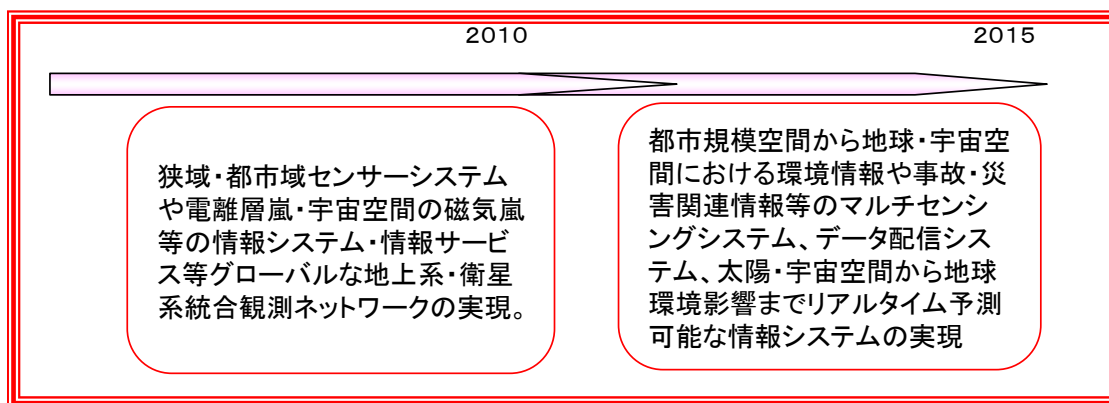 2010
2015
狭域・都市域センサーシステム
や電離層嵐・宇宙空間の磁気嵐
等の情報システム・情報サービ
ス等グローバルな地上系・衛星
系統合観測ネットワークの実現。
都市規模空間から地球・宇宙空
間における環境情報や事故・災
害関連情報等のマルチセンシ
ングシステム、データ配信シス
テム、太陽・宇宙空間から地球
環境影響までリアルタイム予測
可能な情報システムの実現